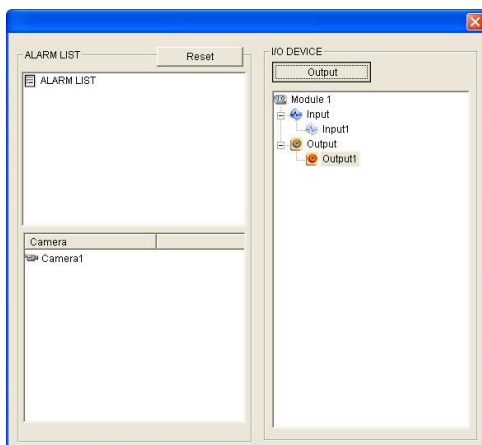 ALARM LIST
Reset
ALARM LIST
Camera
Camera1
I/O DEVICE
Output
Module 1
Input
Input1
Output
Output1